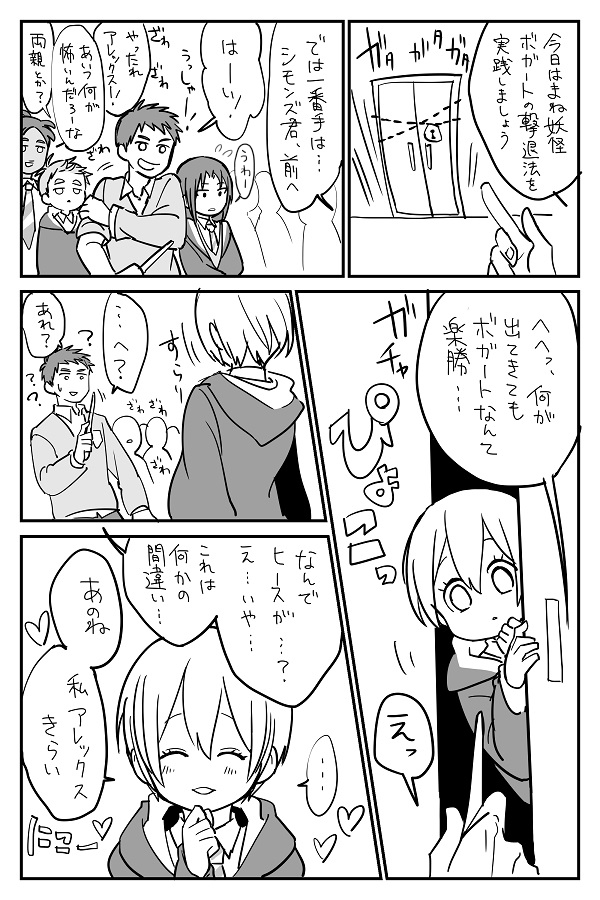 今日はまね妖怪
ボガートの撃退法を
実践しましょう
ガタ
ガタガタ
では一番手は…
シモンズ君、前へ
はーい!
うわー
うっしゃ
ざわ
ざわ
やったれ
アレックスー!
あいつ何が
怖いんだろーな
両親とか?
ざわ
へへっ、何が
出てきても
ボガートなんて
楽勝…
ガチャ
ぴょこっ
えっ
すらー
…へ?
あれ?
?
?
?
ざわ
ざわ
ざわ
なんで
ヒースが…?
え…いや…
これは
何かの
間違い…
…
あのね
私アレックス
きらい
にこー